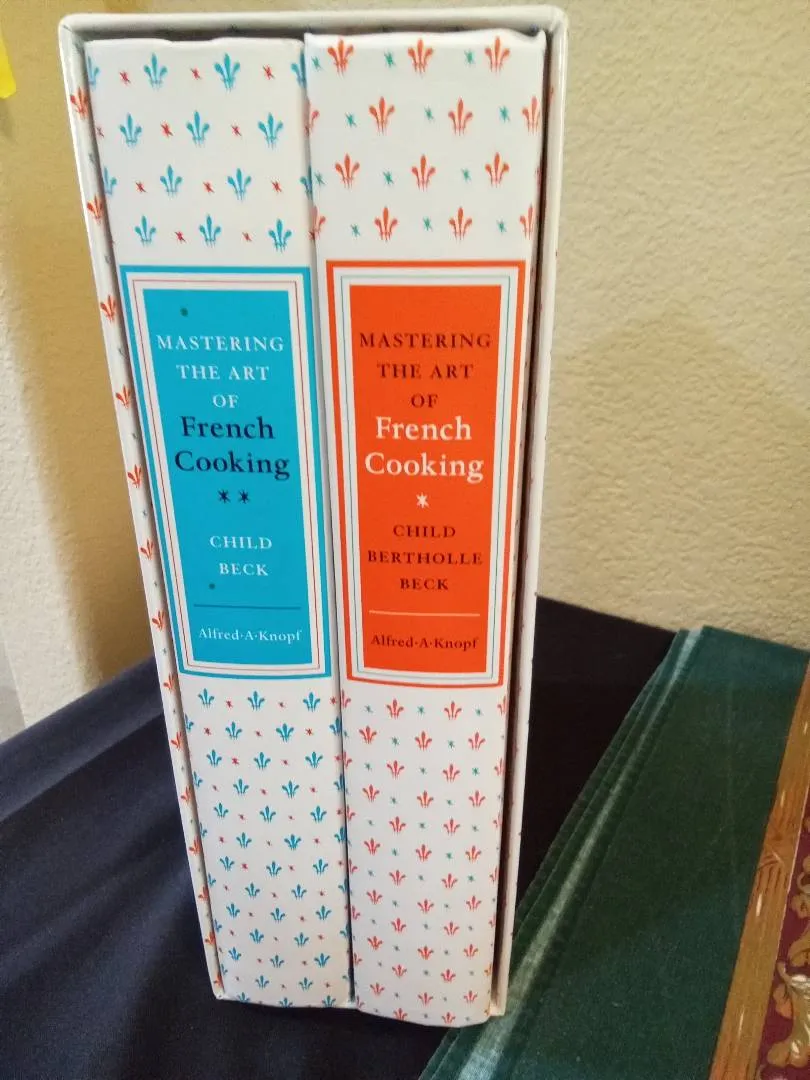 MASTERING
THE ART
OF
French
Cooking
**
CHILD
BECK
Alfred·A·Knopf
MASTERING
THE ART
OF
French
Cooking
*
CHILD
BERTHOLLE
BECK
Alfred·A·Knopf